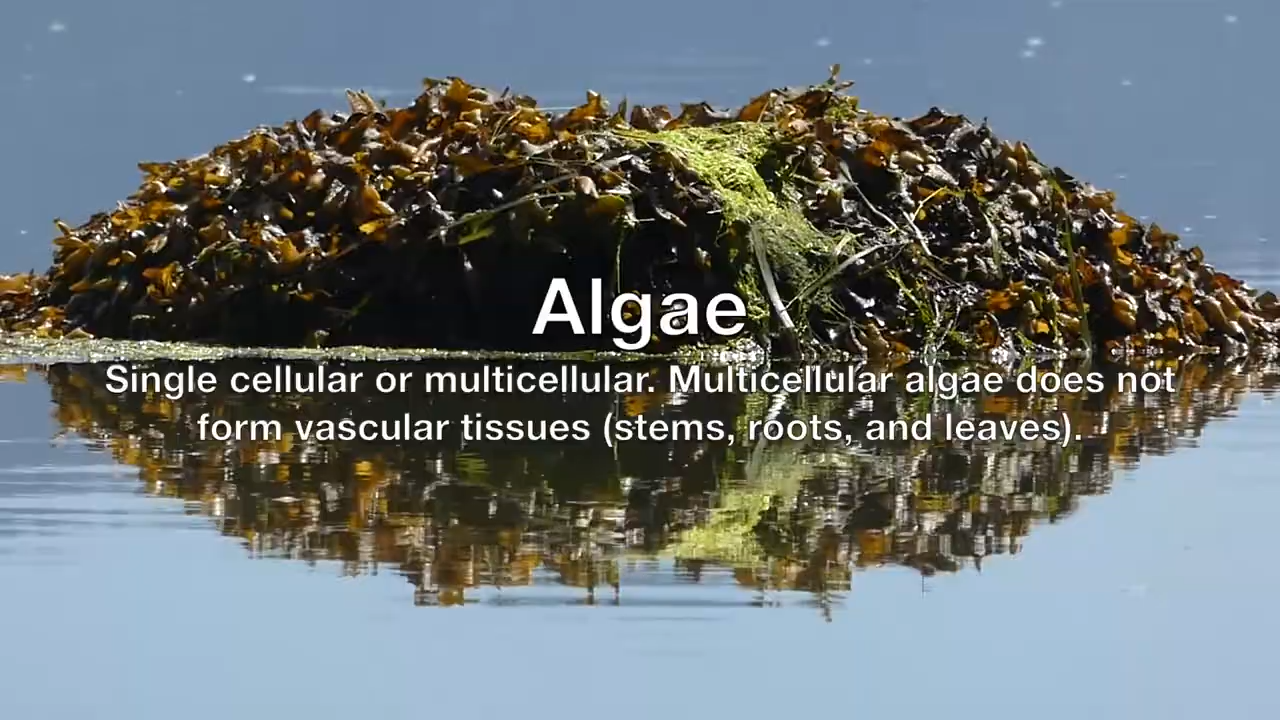 Algae
Single cellular or multicellular. Multicellular algae does not
form vascular tissues (stems, roots, and leaves).